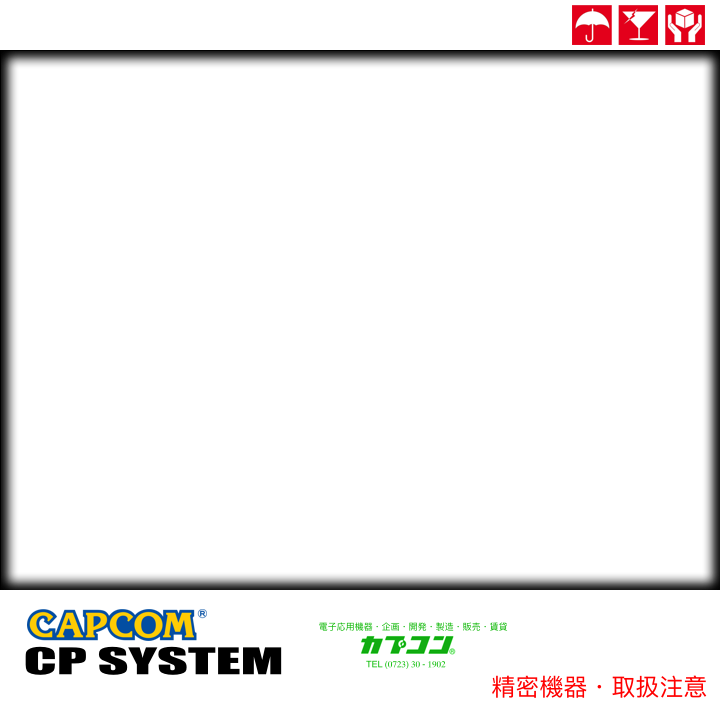 CAPCOM®
CP SYSTEM
電子応用機器・企画・開発・製造・販売・賃貸
カプコン®
TEL (0723) 30 - 1902
精密機器・取扱注意